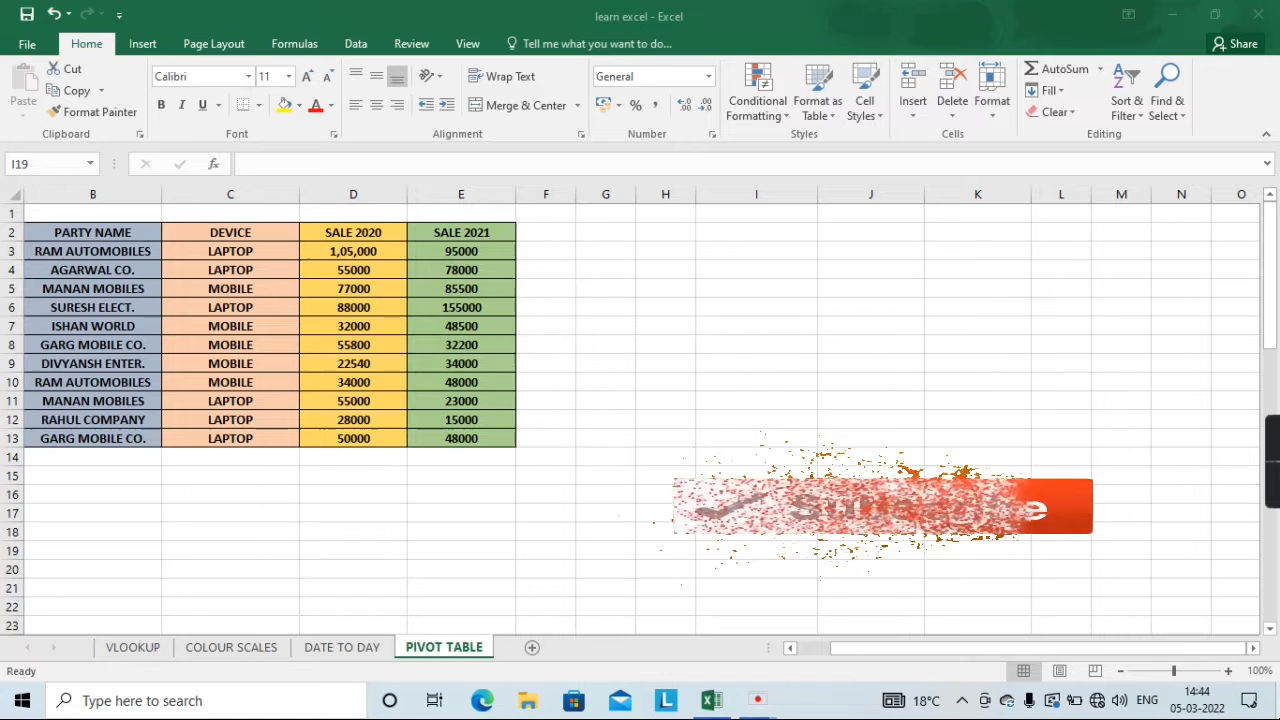 learn excel - Excel
File Home Insert Page Layout Formulas Data Review View Tell me what you want to do... Share
Paste
Cut
Copy
Format Painter
Clipboard
Calibri 11
B I U
Font
Wrap Text
Merge & Center
Alignment
General
Number
Conditional Formatting
Format as Table
Cell Styles
Styles
Insert Delete Format
Cells
AutoSum
Fill
Clear
Sort & Filter
Find & Select
Editing
I19 fx
B C D E F G H I J K L M N O
1
2 PARTY NAME DEVICE SALE 2020 SALE 2021
3 RAM AUTOMOBILES LAPTOP 1,05,000 95000
4 AGARWAL CO. LAPTOP 55000 78000
5 MANAN MOBILES MOBILE 77000 85500
6 SURESH ELECT. LAPTOP 88000 155000
7 ISHAN WORLD MOBILE 32000 48500
8 GARG MOBILE CO. MOBILE 55800 32200
9 DIVYANSH ENTER. MOBILE 22540 34000
10 RAM AUTOMOBILES MOBILE 34000 48000
11 MANAN MOBILES LAPTOP 55000 23000
12 RAHUL COMPANY LAPTOP 28000 15000
13 GARG MOBILE CO. LAPTOP 50000 48000
14
15
16
17
18
19
20
21
22
23
VLOOKUP COLOUR SCALES DATE TO DAY PIVOT TABLE
Ready 100%
Type here to search 18°C ENG 14:44
05-03-2022